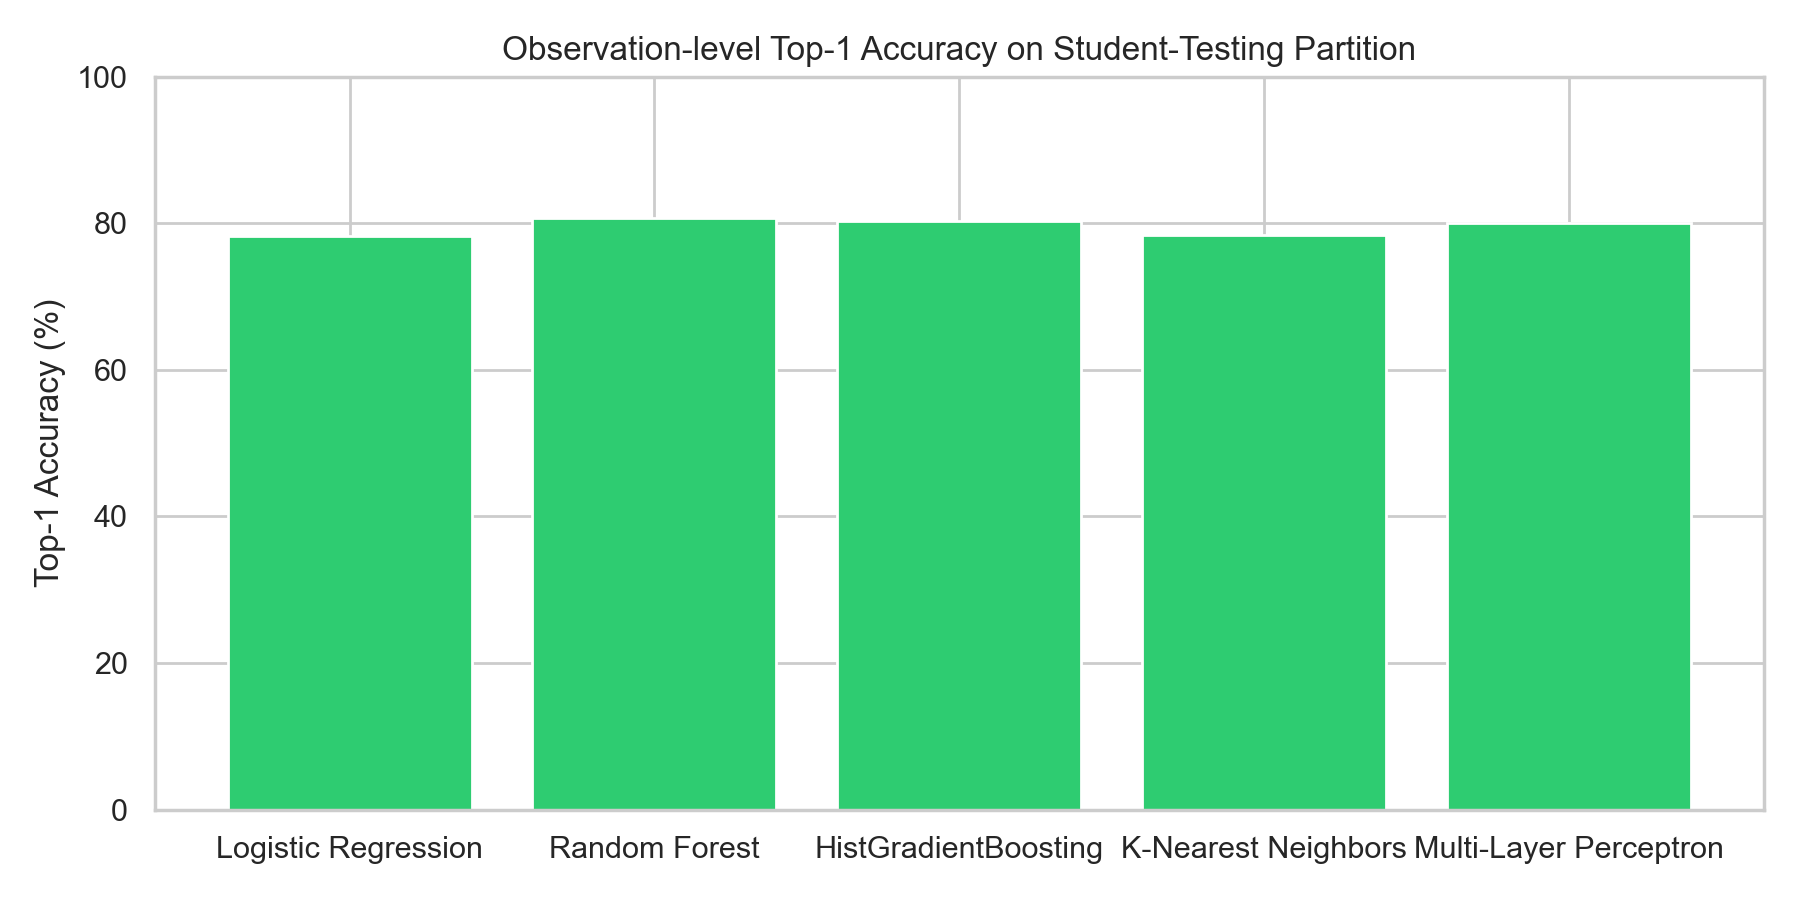 Observation-level Top-1 Accuracy on Student-Testing Partition
100
80
60
40
20
0
Top-1 Accuracy (%)
Logistic Regression
Random Forest
HistGradientBoosting
K-Nearest Neighbors
Multi-Layer Perceptron